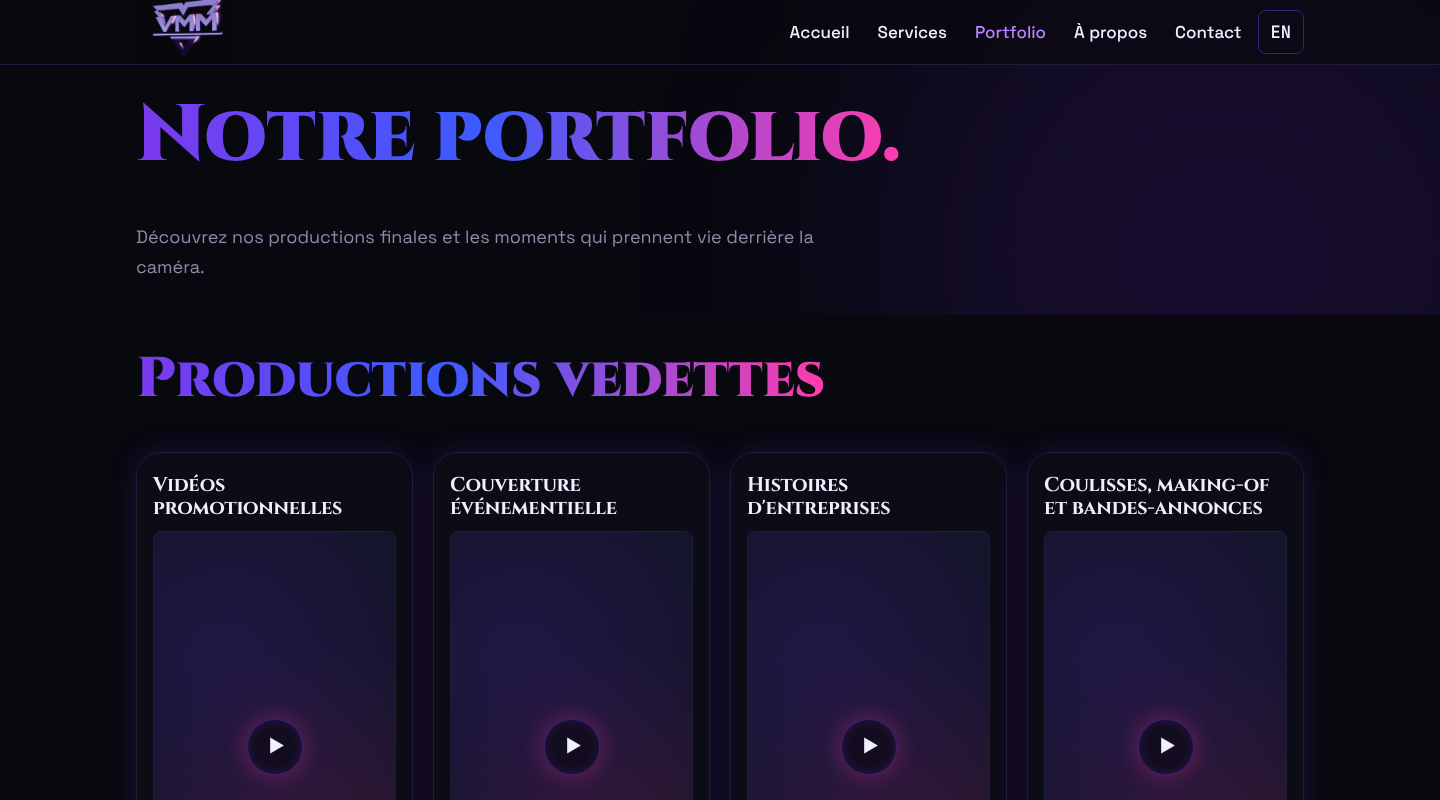 VMM
Accueil
Services
Portfolio
À propos
Contact
EN
Notre portfolio.
Découvrez nos productions finales et les moments qui prennent vie derrière la
caméra.
Productions vedettes
Vidéos
promotionnelles
Couverture
événementielle
Histoires
d'entreprises
Coulisses, making-of
et bandes-annonces